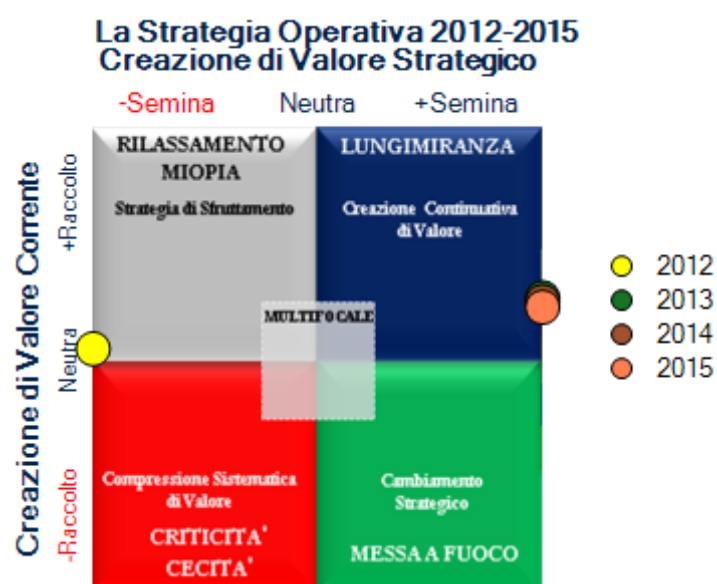 La Strategia Operativa 2012-2015
Creazione di Valore Strategico
-Semina Neutra +Semina
Creazione di Valore Corrente
+Raccolto
Neutra
-Raccolto
RILASSAMENTO
MIOPIA
Strategia di Sfruttamento
LUNGIMIRANZA
Creazione Continuativa
di Valore
MULTIFOCALE
Compressione Sistematica
di Valore
CRITICITA'
CECITA'
Cambiamento
Strategico
MESSA A FUOCO
2012
2013
2014
2015